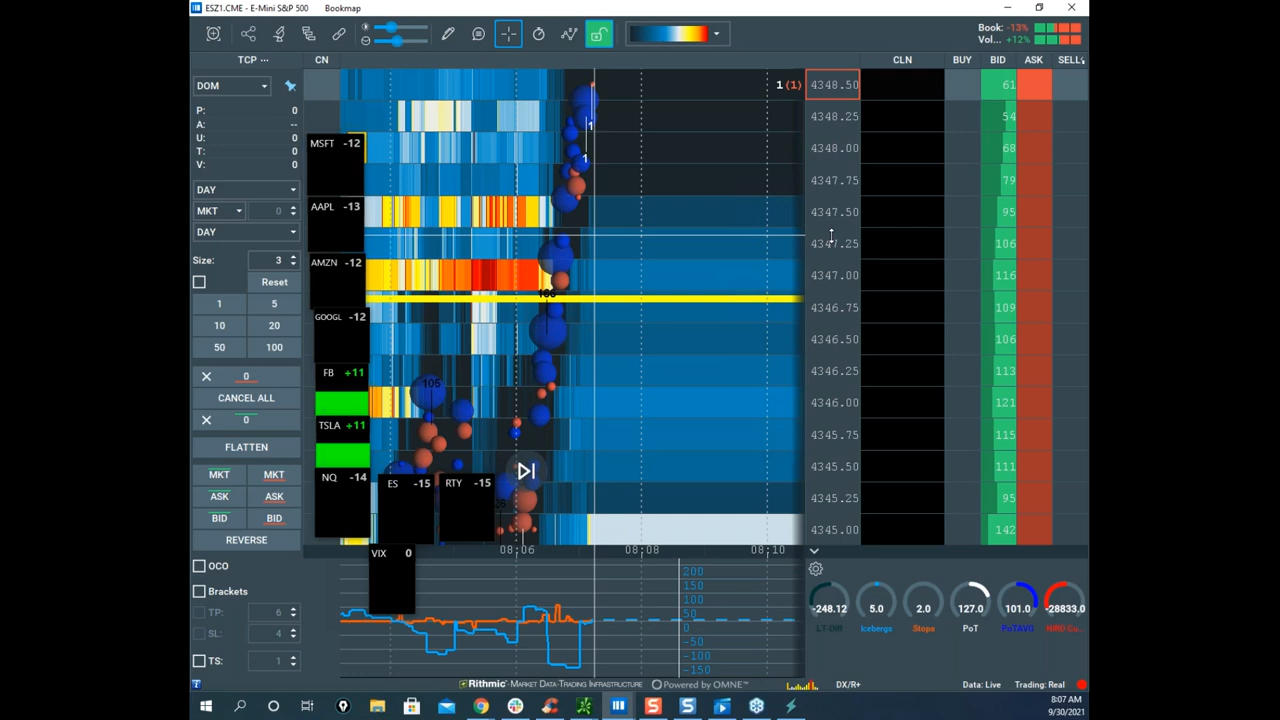 ESZ1.CME - E-Mini S&P 500 Bookmap
Book: -13%
Vol... +12%
TCP ... CN CLN BUY BID ASK SELL
DOM
P: 0
A: --
U: 0
T: 0
V: 0
DAY
MKT 0
DAY
Size: 3
Reset
1 5
10 20
50 100
0
CANCEL ALL
0
FLATTEN
MKT MKT
ASK ASK
BID BID
REVERSE
OCO
Brackets
TP: 6
SL: 4
TS: 1
MSFT -12
AAPL -13
AMZN -12
GOOGL -12
FB +11
TSLA +11
NQ -14
ES -15
RTY -15
VIX 0
1
1
105
1 (1) 4348.50 61
4348.25 54
4348.00 68
4347.75 79
4347.50 95
4347.25 106
4347.00 116
4346.75 109
4346.50 106
4346.25 113
4346.00 121
4345.75 115
4345.50 111
4345.25 95
4345.00 142
08:06 08:08 08:10
200
150
100
50
0
-50
-100
-150
-248.12 5.0 2.0 127.0 101.0 -28833,0
LT-Diff Icebergs Stops PoT PoTAVG
Rithmic - Market Data-Trading Infrastructure Powered by OMNE™ DX/R+ Data: Live Trading: Real
8:07 AM
9/30/2021